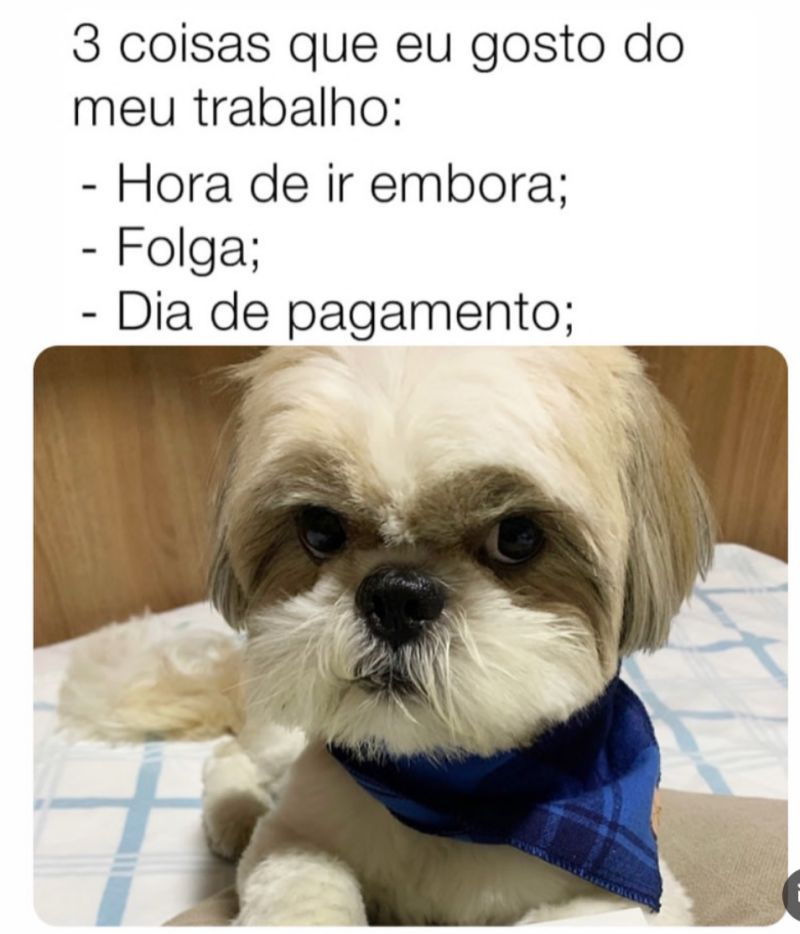 3 coisas que eu gosto do
meu trabalho:
- Hora de ir embora;
- Folga;
- Dia de pagamento;